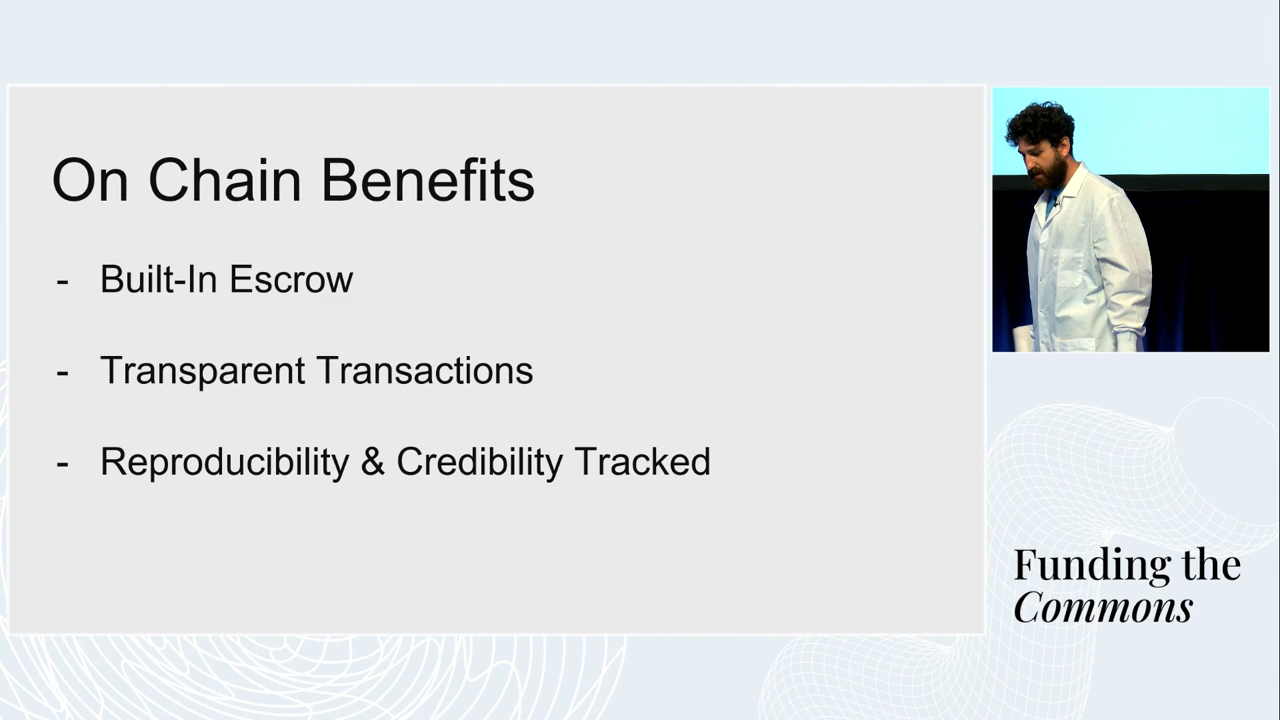 On Chain Benefits
- Built-In Escrow
- Transparent Transactions
- Reproducibility & Credibility Tracked
Funding the
Commons